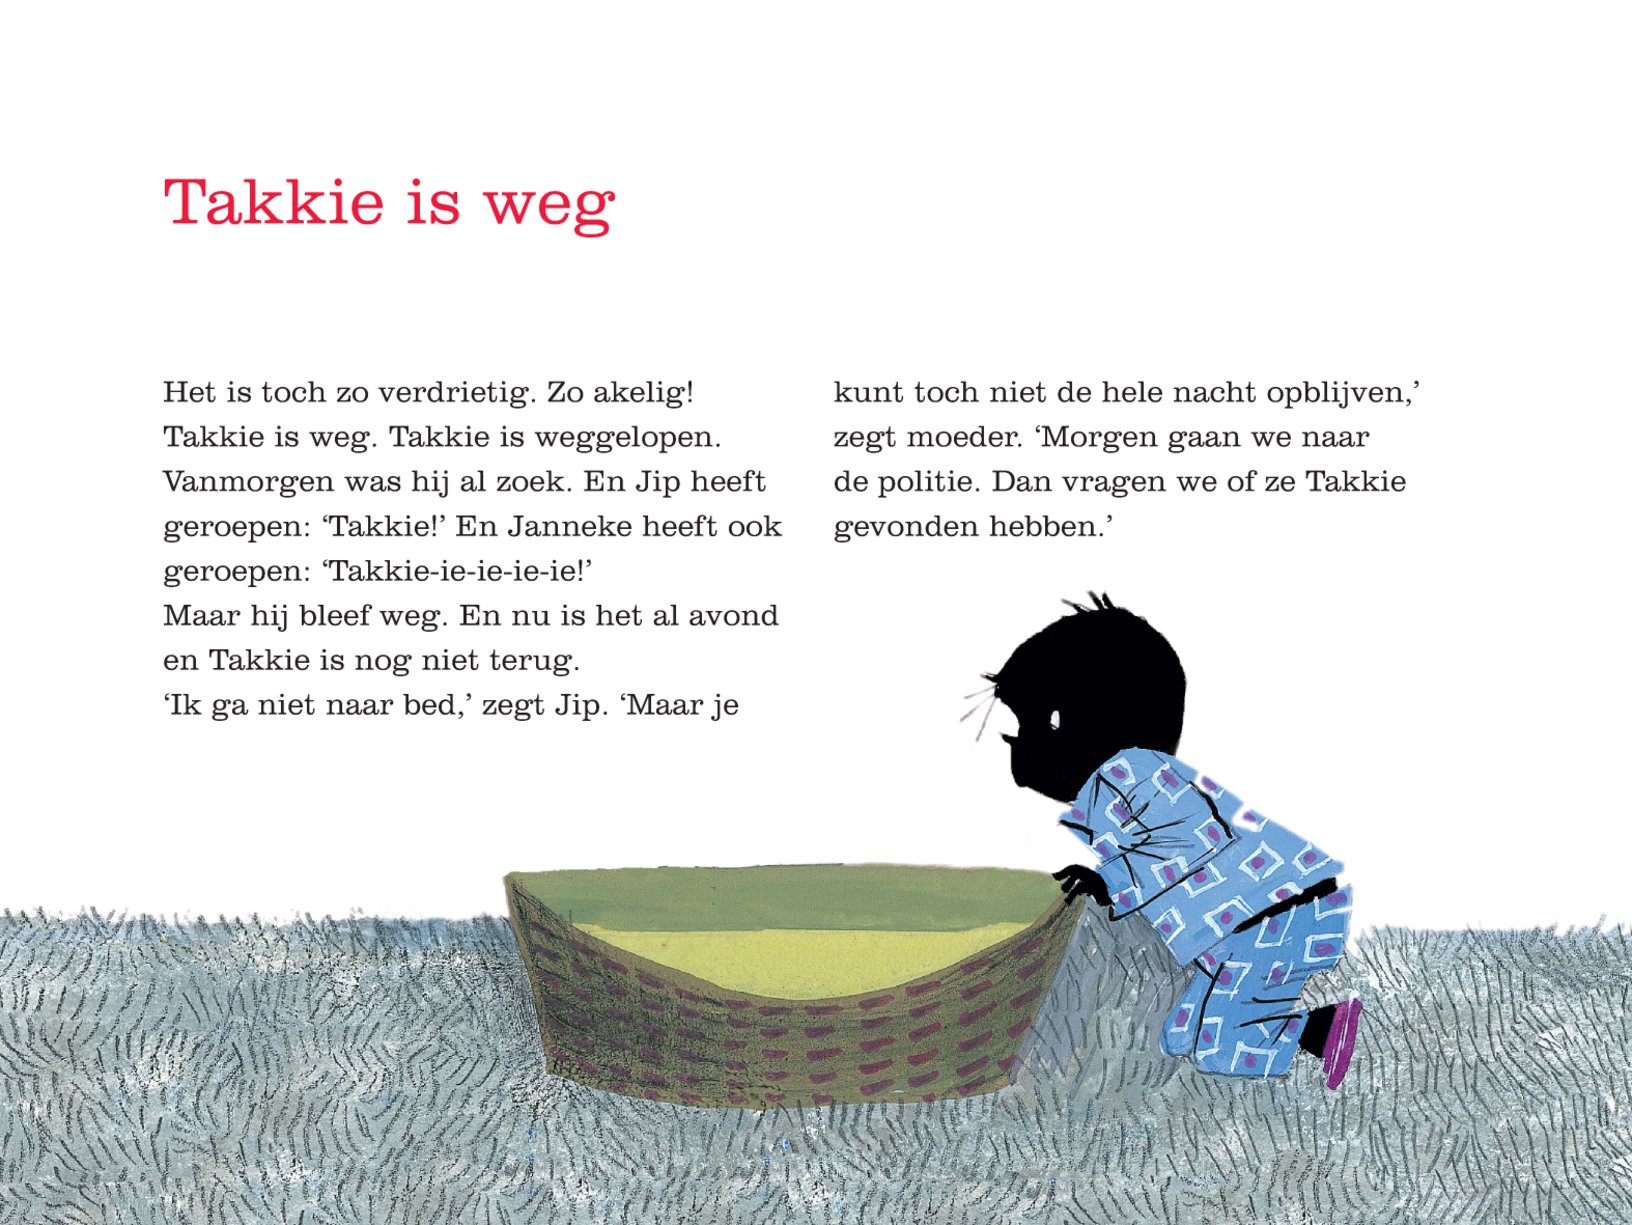 Takkie is weg
Het is toch zo verdrietig. Zo akelig!
Takkie is weg. Takkie is weggelopen.
Vanmorgen was hij al zoek. En Jip heeft
geroepen: ‘Takkie!’ En Janneke heeft ook
geroepen: ‘Takkie-ie-ie-ie-ie!’
Maar hij bleef weg. En nu is het al avond
en Takkie is nog niet terug.
‘Ik ga niet naar bed,’ zegt Jip. ‘Maar je
kunt toch niet de hele nacht opblijven,’
zegt moeder. ‘Morgen gaan we naar
de politie. Dan vragen we of ze Takkie
gevonden hebben.’